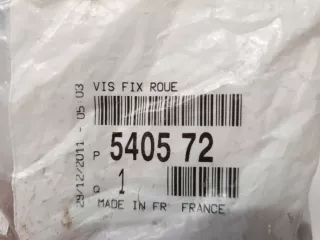 VIS FIX ROUE
P 5405 72
Q 1
MADE IN FR FRANCE
29/12/2011 - 05 03